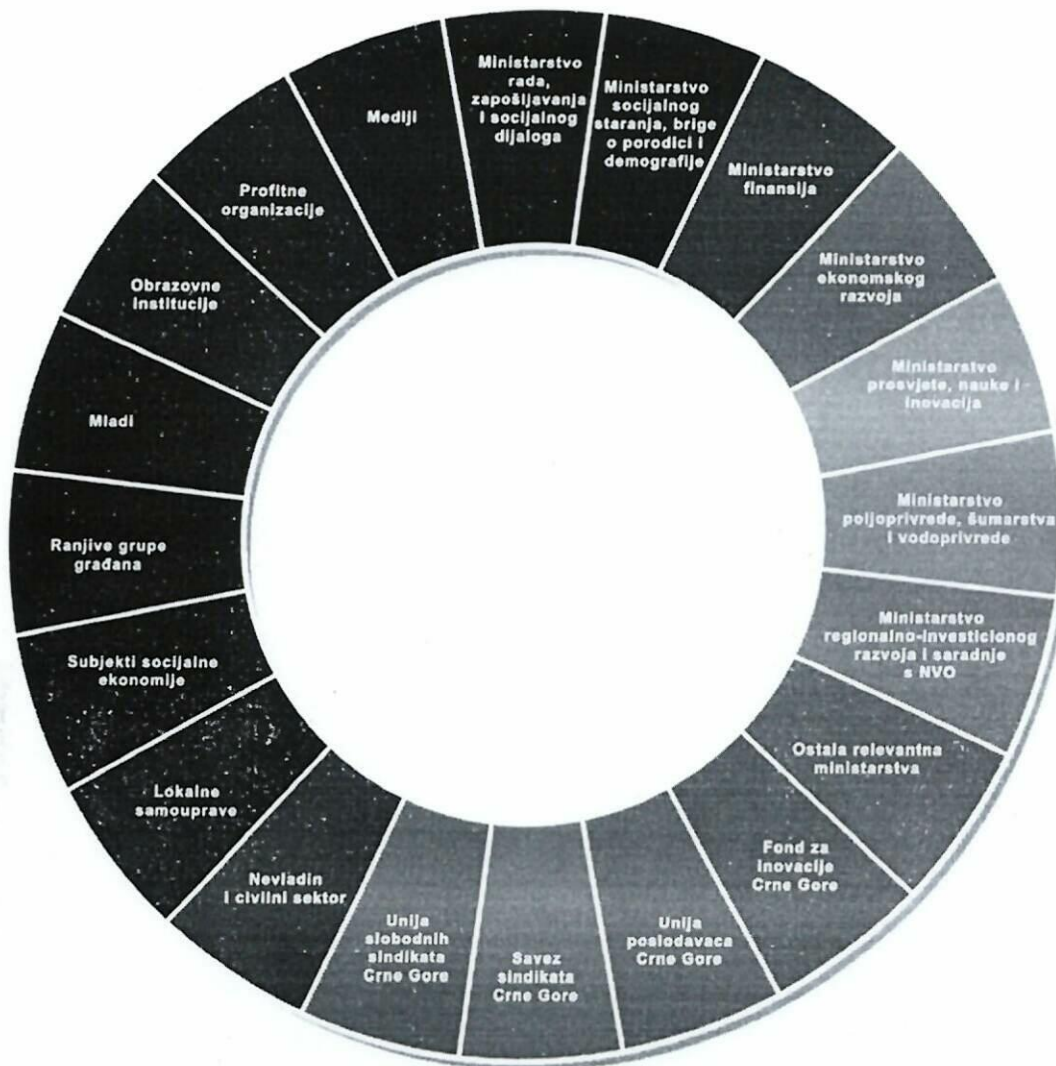 Ministarstvo
rada,
zapošljavanja
i socijalnog
dijaloga
Ministarstvo
socijalnog
staranja, brige
o porodici i
demografije
Ministarstvo
finansija
Ministarstvo
ekonomskog
razvoja
Ministarstvo
prosvjete, nauke i
inovacija
Ministarstvo
poljoprivrede, šumarstva
i vodoprivrede
Ministarstvo
regionalno-investicionog
razvoja i saradnje
s NVO
Ostala relevantna
ministarstva
Fond za
inovacije
Crne Gore
Unija
poslodavaca
Crne Gore
Savez
sindikata
Crne Gore
Unija
slobodnih
sindikata
Crne Gore
Nevladin
i civilni sektor
Lokalne
samouprave
Subjekti socijalne
ekonomije
Ranjive grupe
građana
Mladi
Obrazovne
institucije
Profitne
organizacije
Mediji